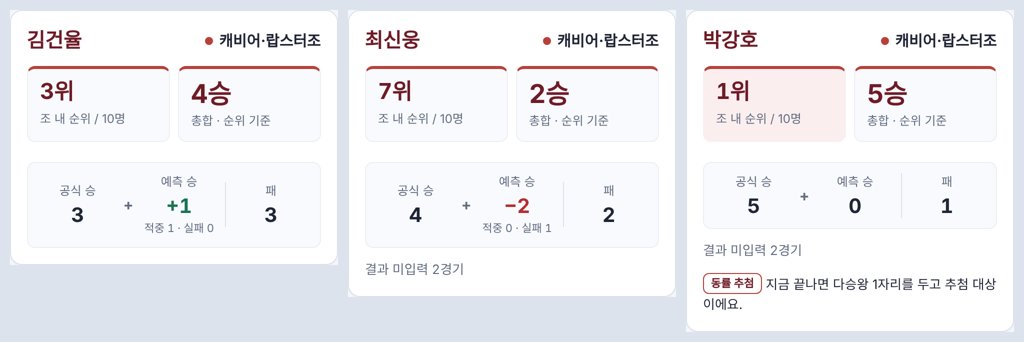 김건율
캐비어·랍스터조
3위
조 내 순위 / 10명
4승
총합 · 순위 기준
공식 승
3
+
예측 승
+1
적중 1 · 실패 0
패
3
최신웅
캐비어·랍스터조
7위
조 내 순위 / 10명
2승
총합 · 순위 기준
공식 승
4
+
예측 승
−2
적중 0 · 실패 1
패
2
결과 미입력 2경기
박강호
캐비어·랍스터조
1위
조 내 순위 / 10명
5승
총합 · 순위 기준
공식 승
5
+
예측 승
0
패
1
결과 미입력 2경기
동률 추첨 지금 끝나면 다승왕 1자리를 두고 추첨 대상
이에요.